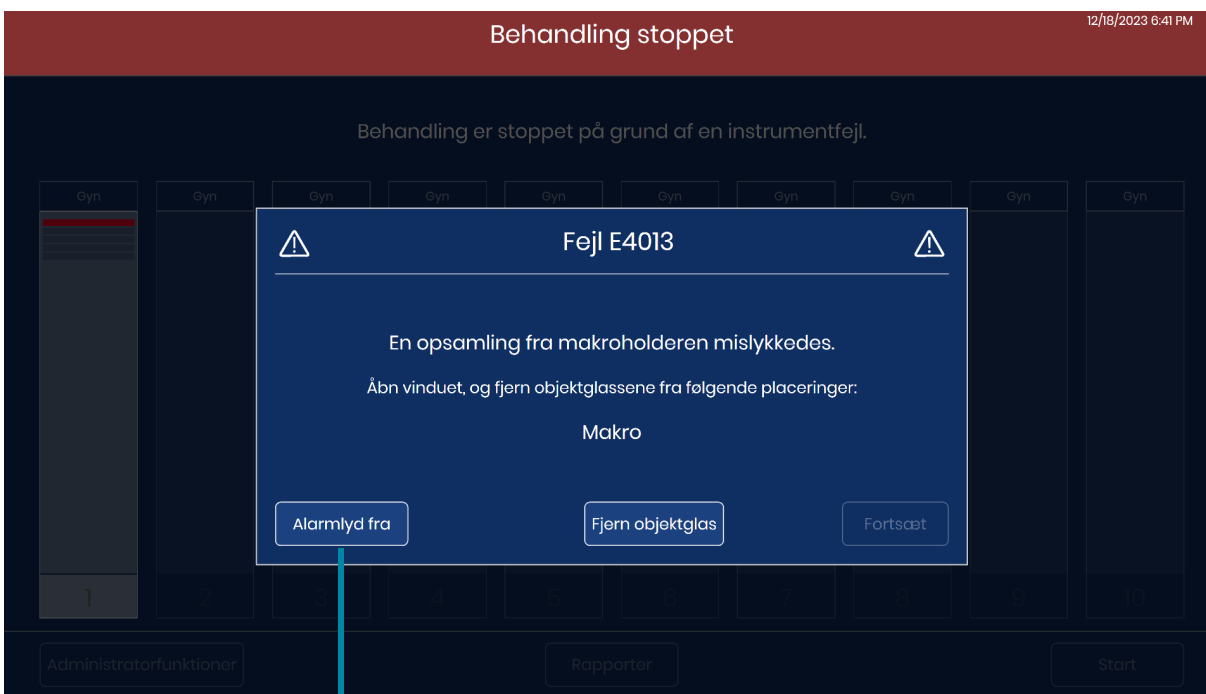 Behandling stoppet
12/18/2023 6:41 PM
Behandling er stoppet på grund af en instrumentfejl.
Gyn Gyn Gyn Gyn Gyn Gyn Gyn Gyn Gyn Gyn
Fejl E4013
En opsamling fra makroholderen mislykkedes.
Åbn vinduet, og fjern objektglassene fra følgende placeringer:
Makro
Alarmlyd fra Fjern objektglas Fortsæt
1 2 3 4 5 6 7 8 9 10
Administratorfunktioner Rapporter Start